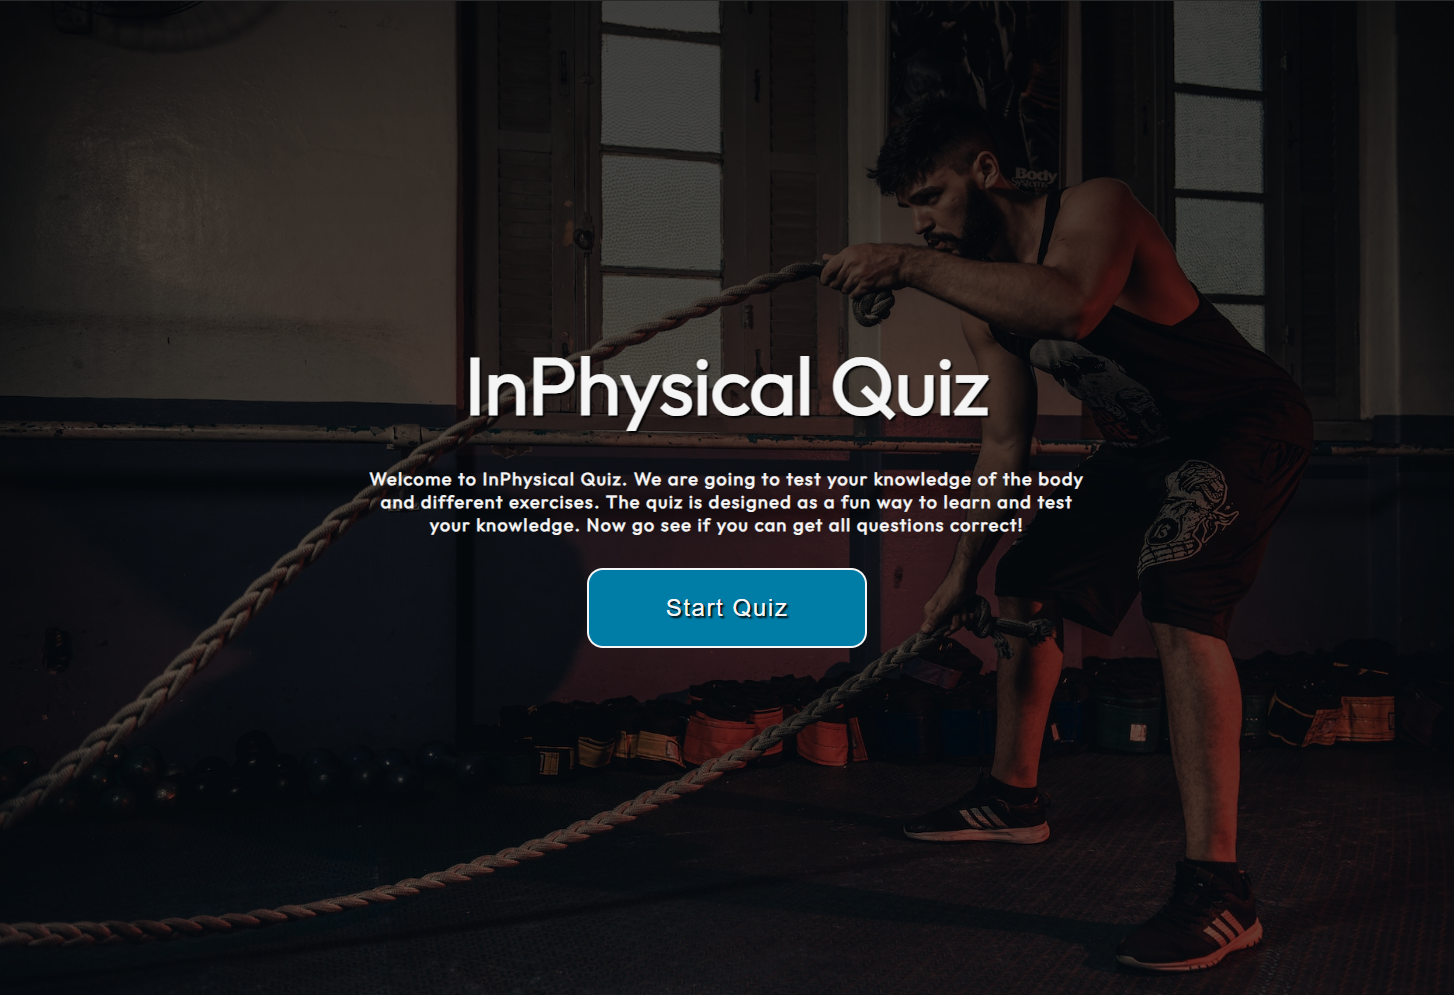 Body
InPhysical Quiz
Welcome to InPhysical Quiz. We are going to test your knowledge of the body
and different exercises. The quiz is designed as a fun way to learn and test
your knowledge. Now go see if you can get all questions correct!
Start Quiz